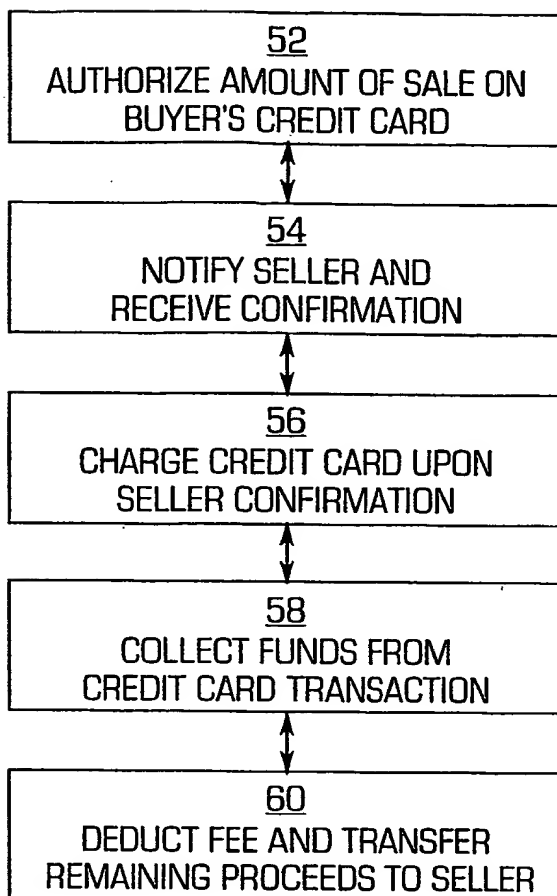 52
AUTHORIZE AMOUNT OF SALE ON
BUYER'S CREDIT CARD
54
NOTIFY SELLER AND
RECEIVE CONFIRMATION
56
CHARGE CREDIT CARD UPON
SELLER CONFIRMATION
58
COLLECT FUNDS FROM
CREDIT CARD TRANSACTION
60
DEDUCT FEE AND TRANSFER
REMAINING PROCEEDS TO SELLER